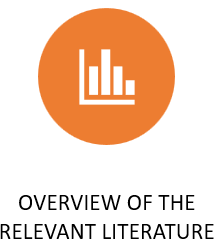 OVERVIEW OF THE
RELEVANT LITERATURE